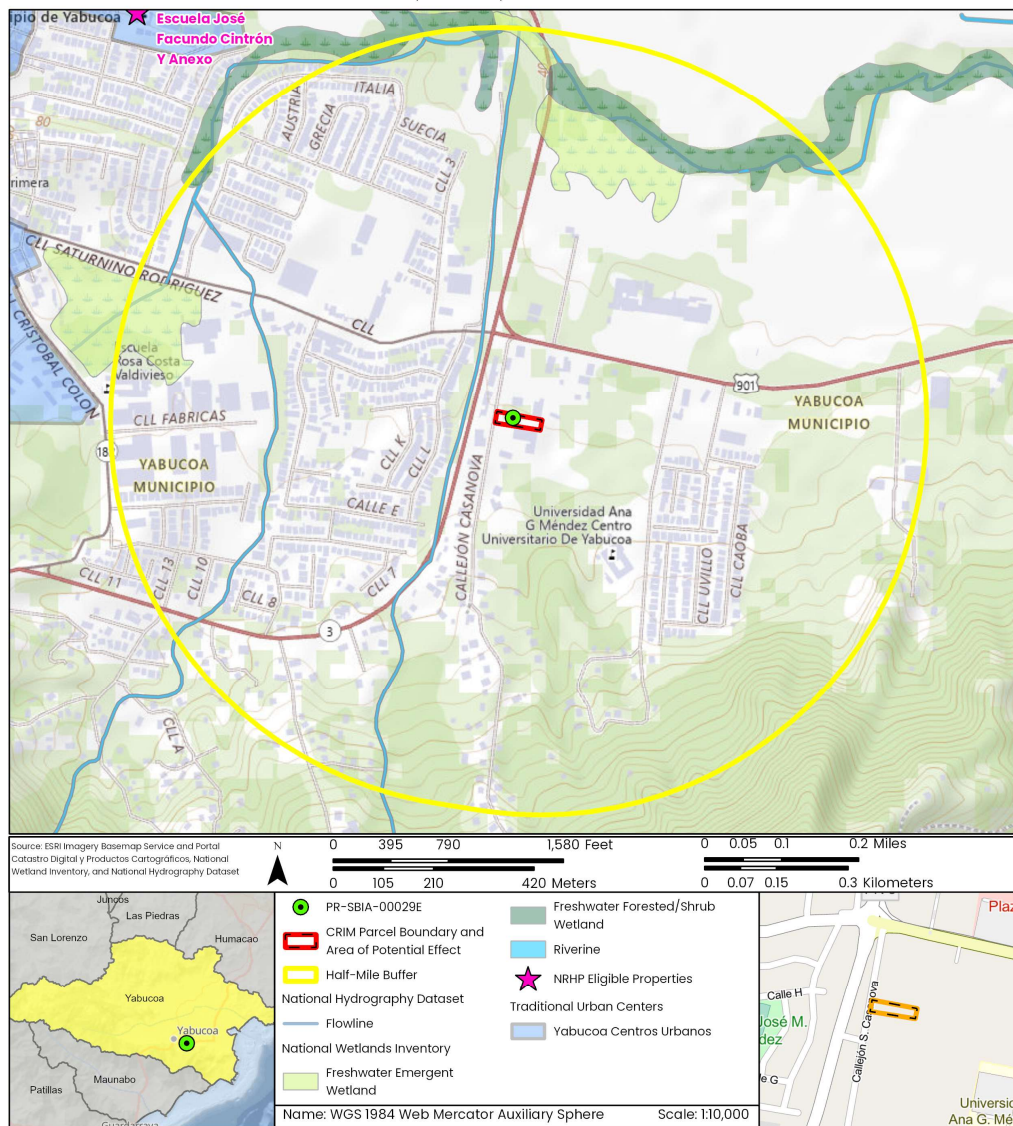 ipio de Yabucoa
Escuela José
Facundo Cintrón
Y Anexo
40
80
rimera
ITALIA
AUSTRIA
GRECIA
SUECIA
CLL 3
CLL SATURNINO RODRIGUEZ
CLL
CRISTOBAL COLON
Escuela
Rosa Costa
Valdivieso
CLL FABRICAS
901
YABUCOA
MUNICIPIO
18
YABUCOA
MUNICIPIO
CLL K
CLL L
CALLE E
CALLEJÓN CASANOVA
Universidad Ana
G Méndez Centro
Universitario De Yabucoa
CLL UVILLO
CLL CAOBA
CLL 11
CLL 13
CLL 10
CLL 8
CLL 7
3
CLL A
Source: ESRI Imagery Basemap Service and Portal
Catastro Digital y Productos Cartográficos, National
Wetland Inventory, and National Hydrography Dataset
N
0 395 790 1,580 Feet
0 105 210 420 Meters
0 0.05 0.1 0.2 Miles
0 0.07 0.15 0.3 Kilometers
Juncos
Las Piedras
San Lorenzo
Humacao
Yabucoa
Yabucoa
Maunabo
Patillas
PR-SBIA-00029E
CRIM Parcel Boundary and
Area of Potential Effect
Half-Mile Buffer
National Hydrography Dataset
Flowline
National Wetlands Inventory
Freshwater Emergent
Wetland
Freshwater Forested/Shrub
Wetland
Riverine
NRHP Eligible Properties
Traditional Urban Centers
Yabucoa Centros Urbanos
Name: WGS 1984 Web Mercator Auxiliary Sphere
Scale: 1:10,000
Plaz
Calle H
José M.
dez
le G
Callejón S. Casanova
Universid
Ana G. Mé